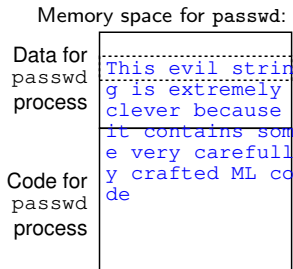 Memory space for passwd:
Data for
passwd
process
This evil strin
g is extremely
clever because
it contains som
e very carefull
y crafted ML co
de
Code for
passwd
process